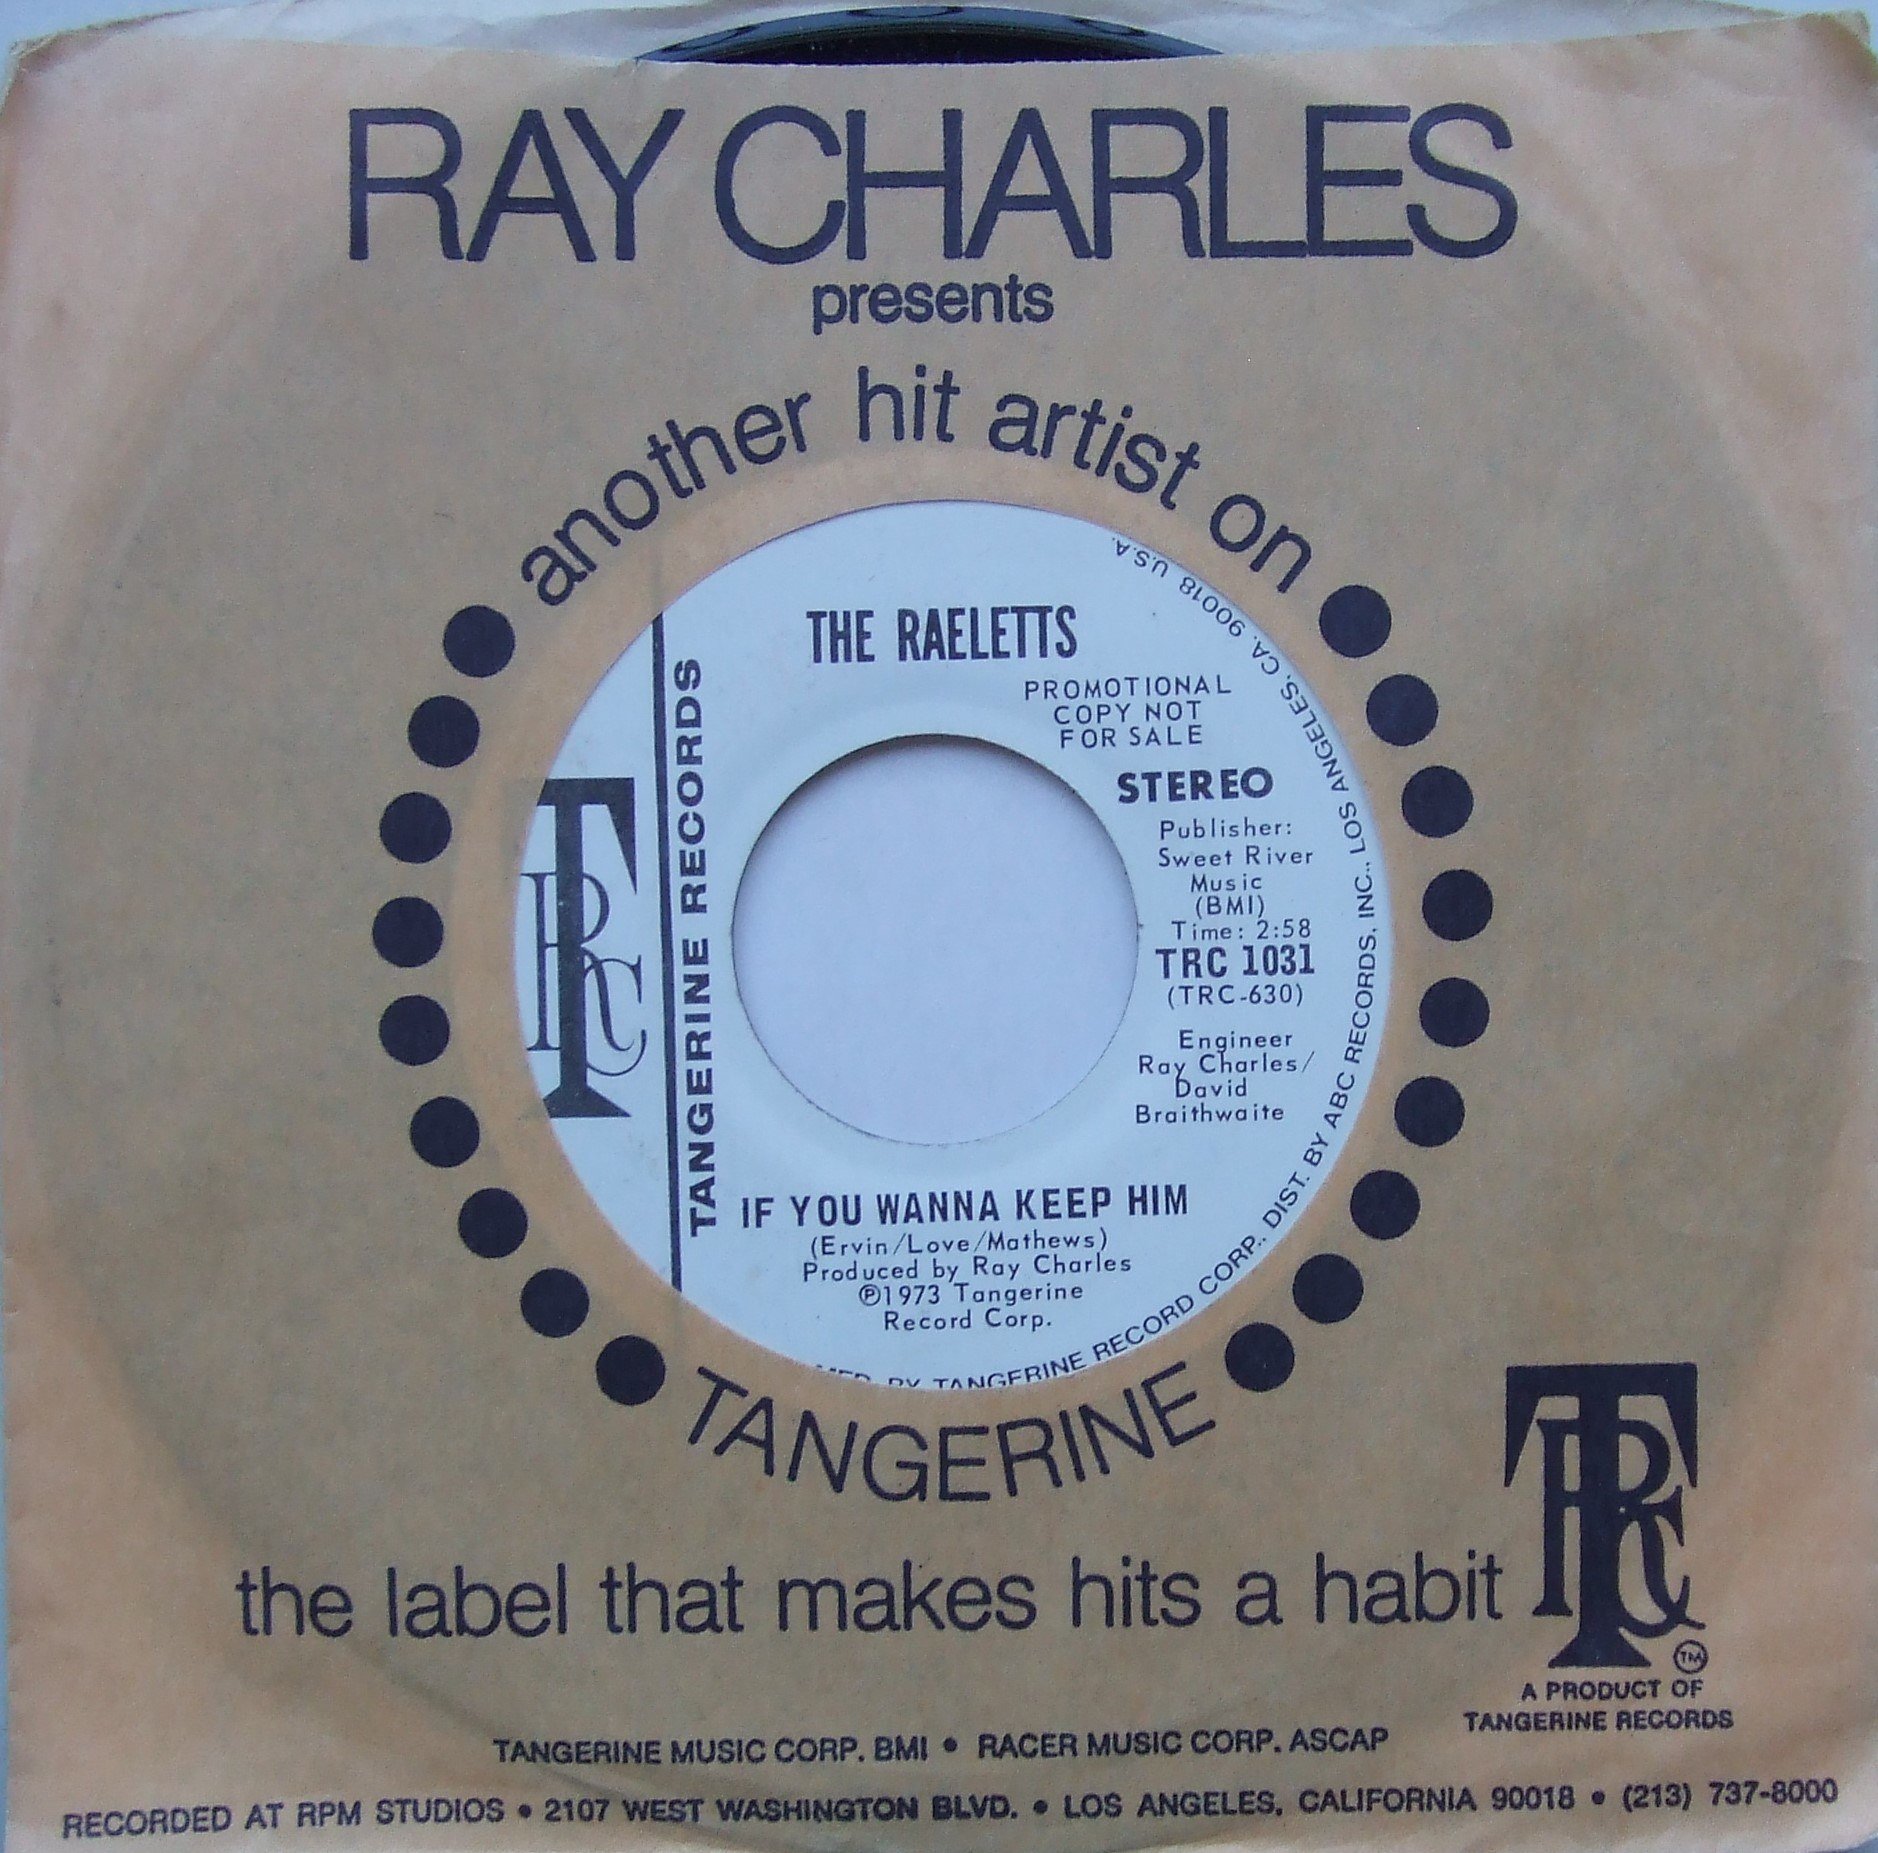 RAY CHARLES
presents
another hit artist on
THE RAELETTS
PROMOTIONAL
COPY NOT
FOR SALE
STEREO
Publisher:
Sweet River
Music
(BMI)
Time: 2:58
TRC 1031
(TRC-630)
Engineer
Ray Charles/
David
Braithwaite
TRC
TANGERINE RECORDS
IF YOU WANNA KEEP HIM
(Ervin/Love/Mathews)
Produced by Ray Charles
℗1973 Tangerine
Record Corp.
BY TANGERINE RECORD CORP., DIST. BY ABC RECORDS, INC., LOS ANGELES, CA. 90018 U.S.A.
TANGERINE
the label that makes hits a habit
TRC
TM
A PRODUCT OF
TANGERINE RECORDS
TANGERINE MUSIC CORP. BMI • RACER MUSIC CORP. ASCAP
RECORDED AT RPM STUDIOS • 2107 WEST WASHINGTON BLVD. • LOS ANGELES, CALIFORNIA 90018 • (213) 737-8000